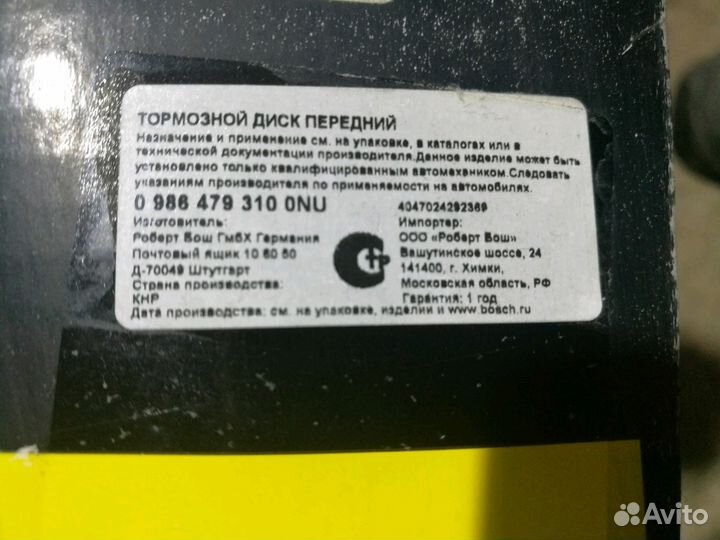 ТОРМОЗНОЙ ДИСК ПЕРЕДНИЙ
Назначение и применение см. на упаковке, в каталогах или в
технической документации производителя.Данное изделие может быть
установлено только квалифицированным автомехаником.Следовать
указаниям производителя по применяемости на автомобилях.
0 986 479 310 0NU
4047024292369
Изготовитель:
Роберт Бош ГмбХ Германия
Почтовый ящик 10 60 50
Д-70049 Штутгарт
Страна производства:
КНР
Импортер:
ООО «Роберт Бош»
Вашутинское шоссе, 24
141400, г. Химки,
Московская область, РФ
Гарантия: 1 год
Дата производства: см. на упаковке, изделии и www.bosch.ru
Avito